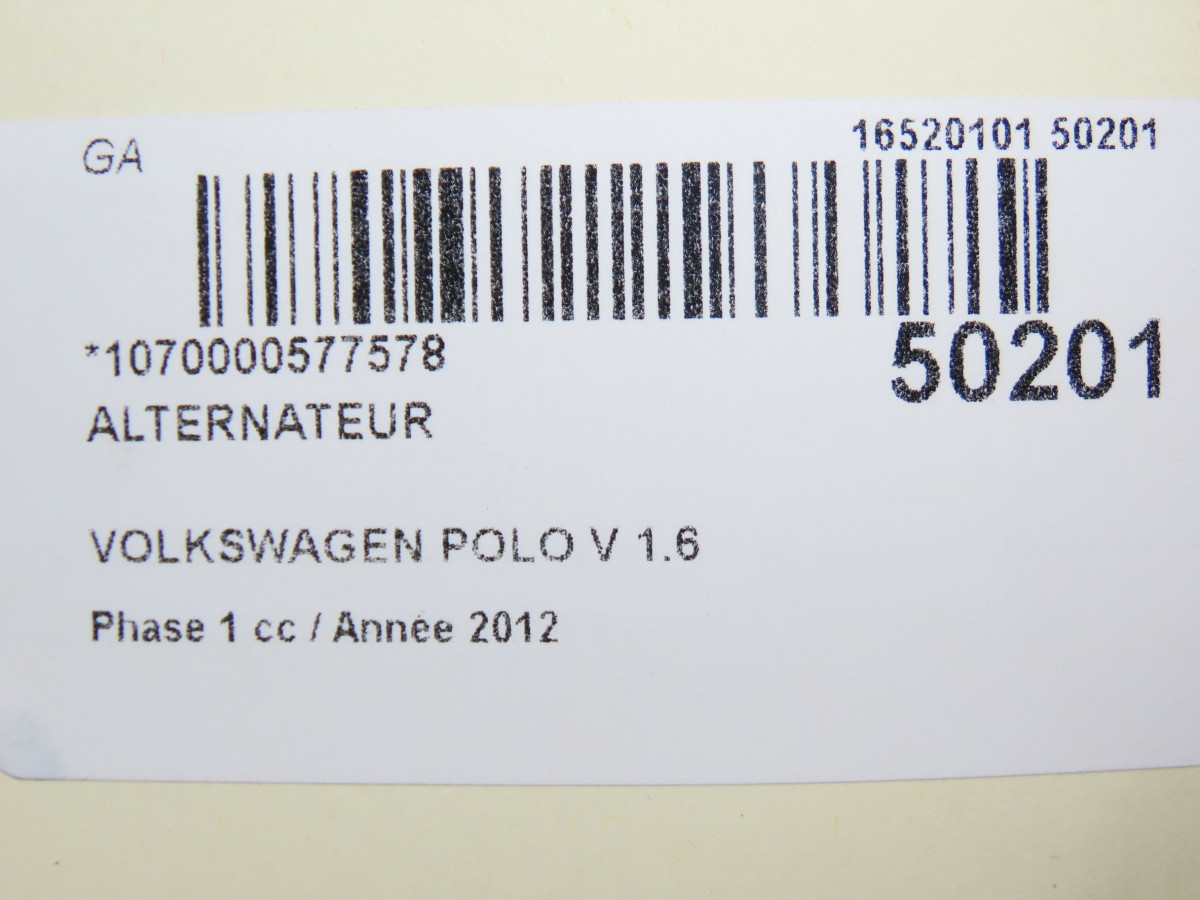 GA
16520101 50201
*1070000577578
50201
ALTERNATEUR
VOLKSWAGEN POLO V 1.6
Phase 1 cc / Année 2012